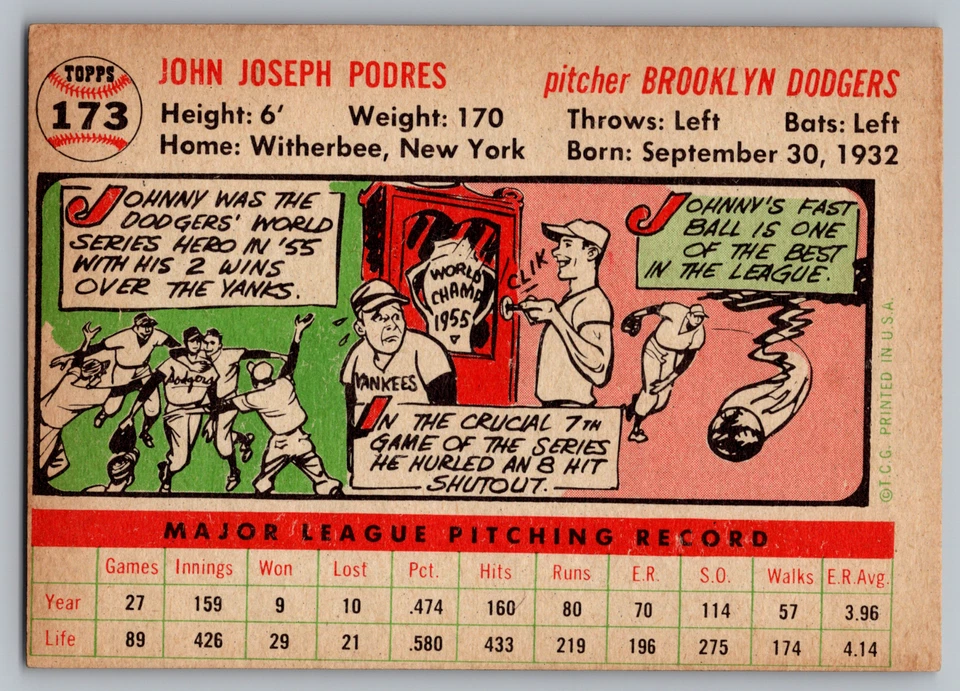 TOPPS
173
JOHN JOSEPH PODRES
pitcher BROOKLYN DODGERS
Height: 6' Weight: 170 Throws: Left Bats: Left
Home: Witherbee, New York Born: September 30, 1932
JOHNNY WAS THE
DODGERS' WORLD
SERIES HERO IN '55
WITH HIS 2 WINS
OVER THE YANKS.
Dodgers
WORLD
CHAMP
1955
CLIK
YANKEES
IN THE CRUCIAL 7TH
GAME OF THE SERIES
HE HURLED AN 8 HIT
SHUTOUT.
JOHNNY'S FAST
BALL IS ONE
OF THE BEST
IN THE LEAGUE.
©T.C.G. PRINTED IN U.S.A.
MAJOR LEAGUE PITCHING RECORD
Games Innings Won Lost Pct. Hits Runs E.R. S.O. Walks E.R.Avg.
Year 27 159 9 10 .474 160 80 70 114 57 3.96
Life 89 426 29 21 .580 433 219 196 275 174 4.14